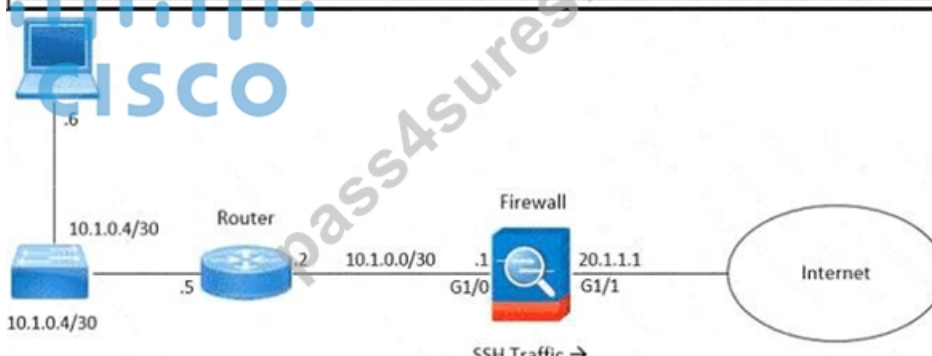 CISCO
.6
10.1.0.4/30
Router
Firewall
.2
10.1.0.0/30
.1
20.1.1.1
Internet
.5
G1/0
G1/1
10.1.0.4/30
SSH Traffic →
pass4sures